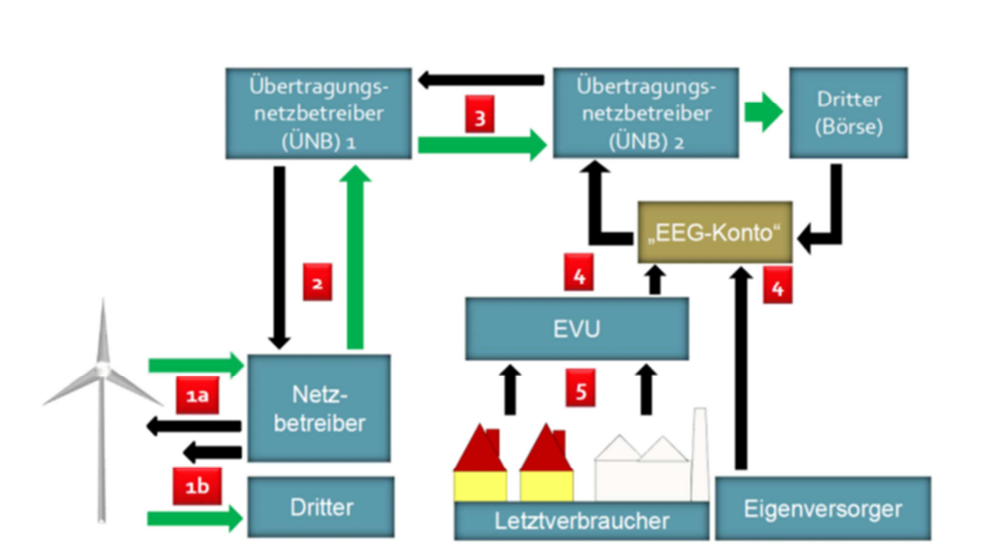 Übertragungs-
netzbetreiber
(ÜNB) 1
3
Übertragungs-
netzbetreiber
(ÜNB) 2
Dritter
(Börse)
„EEG-Konto“
2
4
4
EVU
1a
Netz-
betreiber
5
1b
Dritter
Letztverbraucher
Eigenversorger